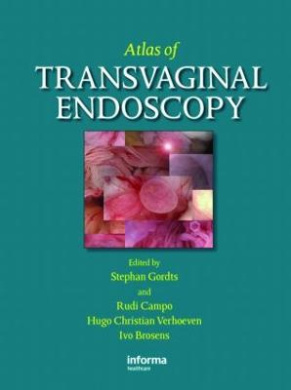 Atlas of
TRANSVAGINAL
ENDOSCOPY
Edited by
Stephan Gordts
and
Rudi Campo
Hugo Christian Verhoeven
Ivo Brosens
informa
healthcare